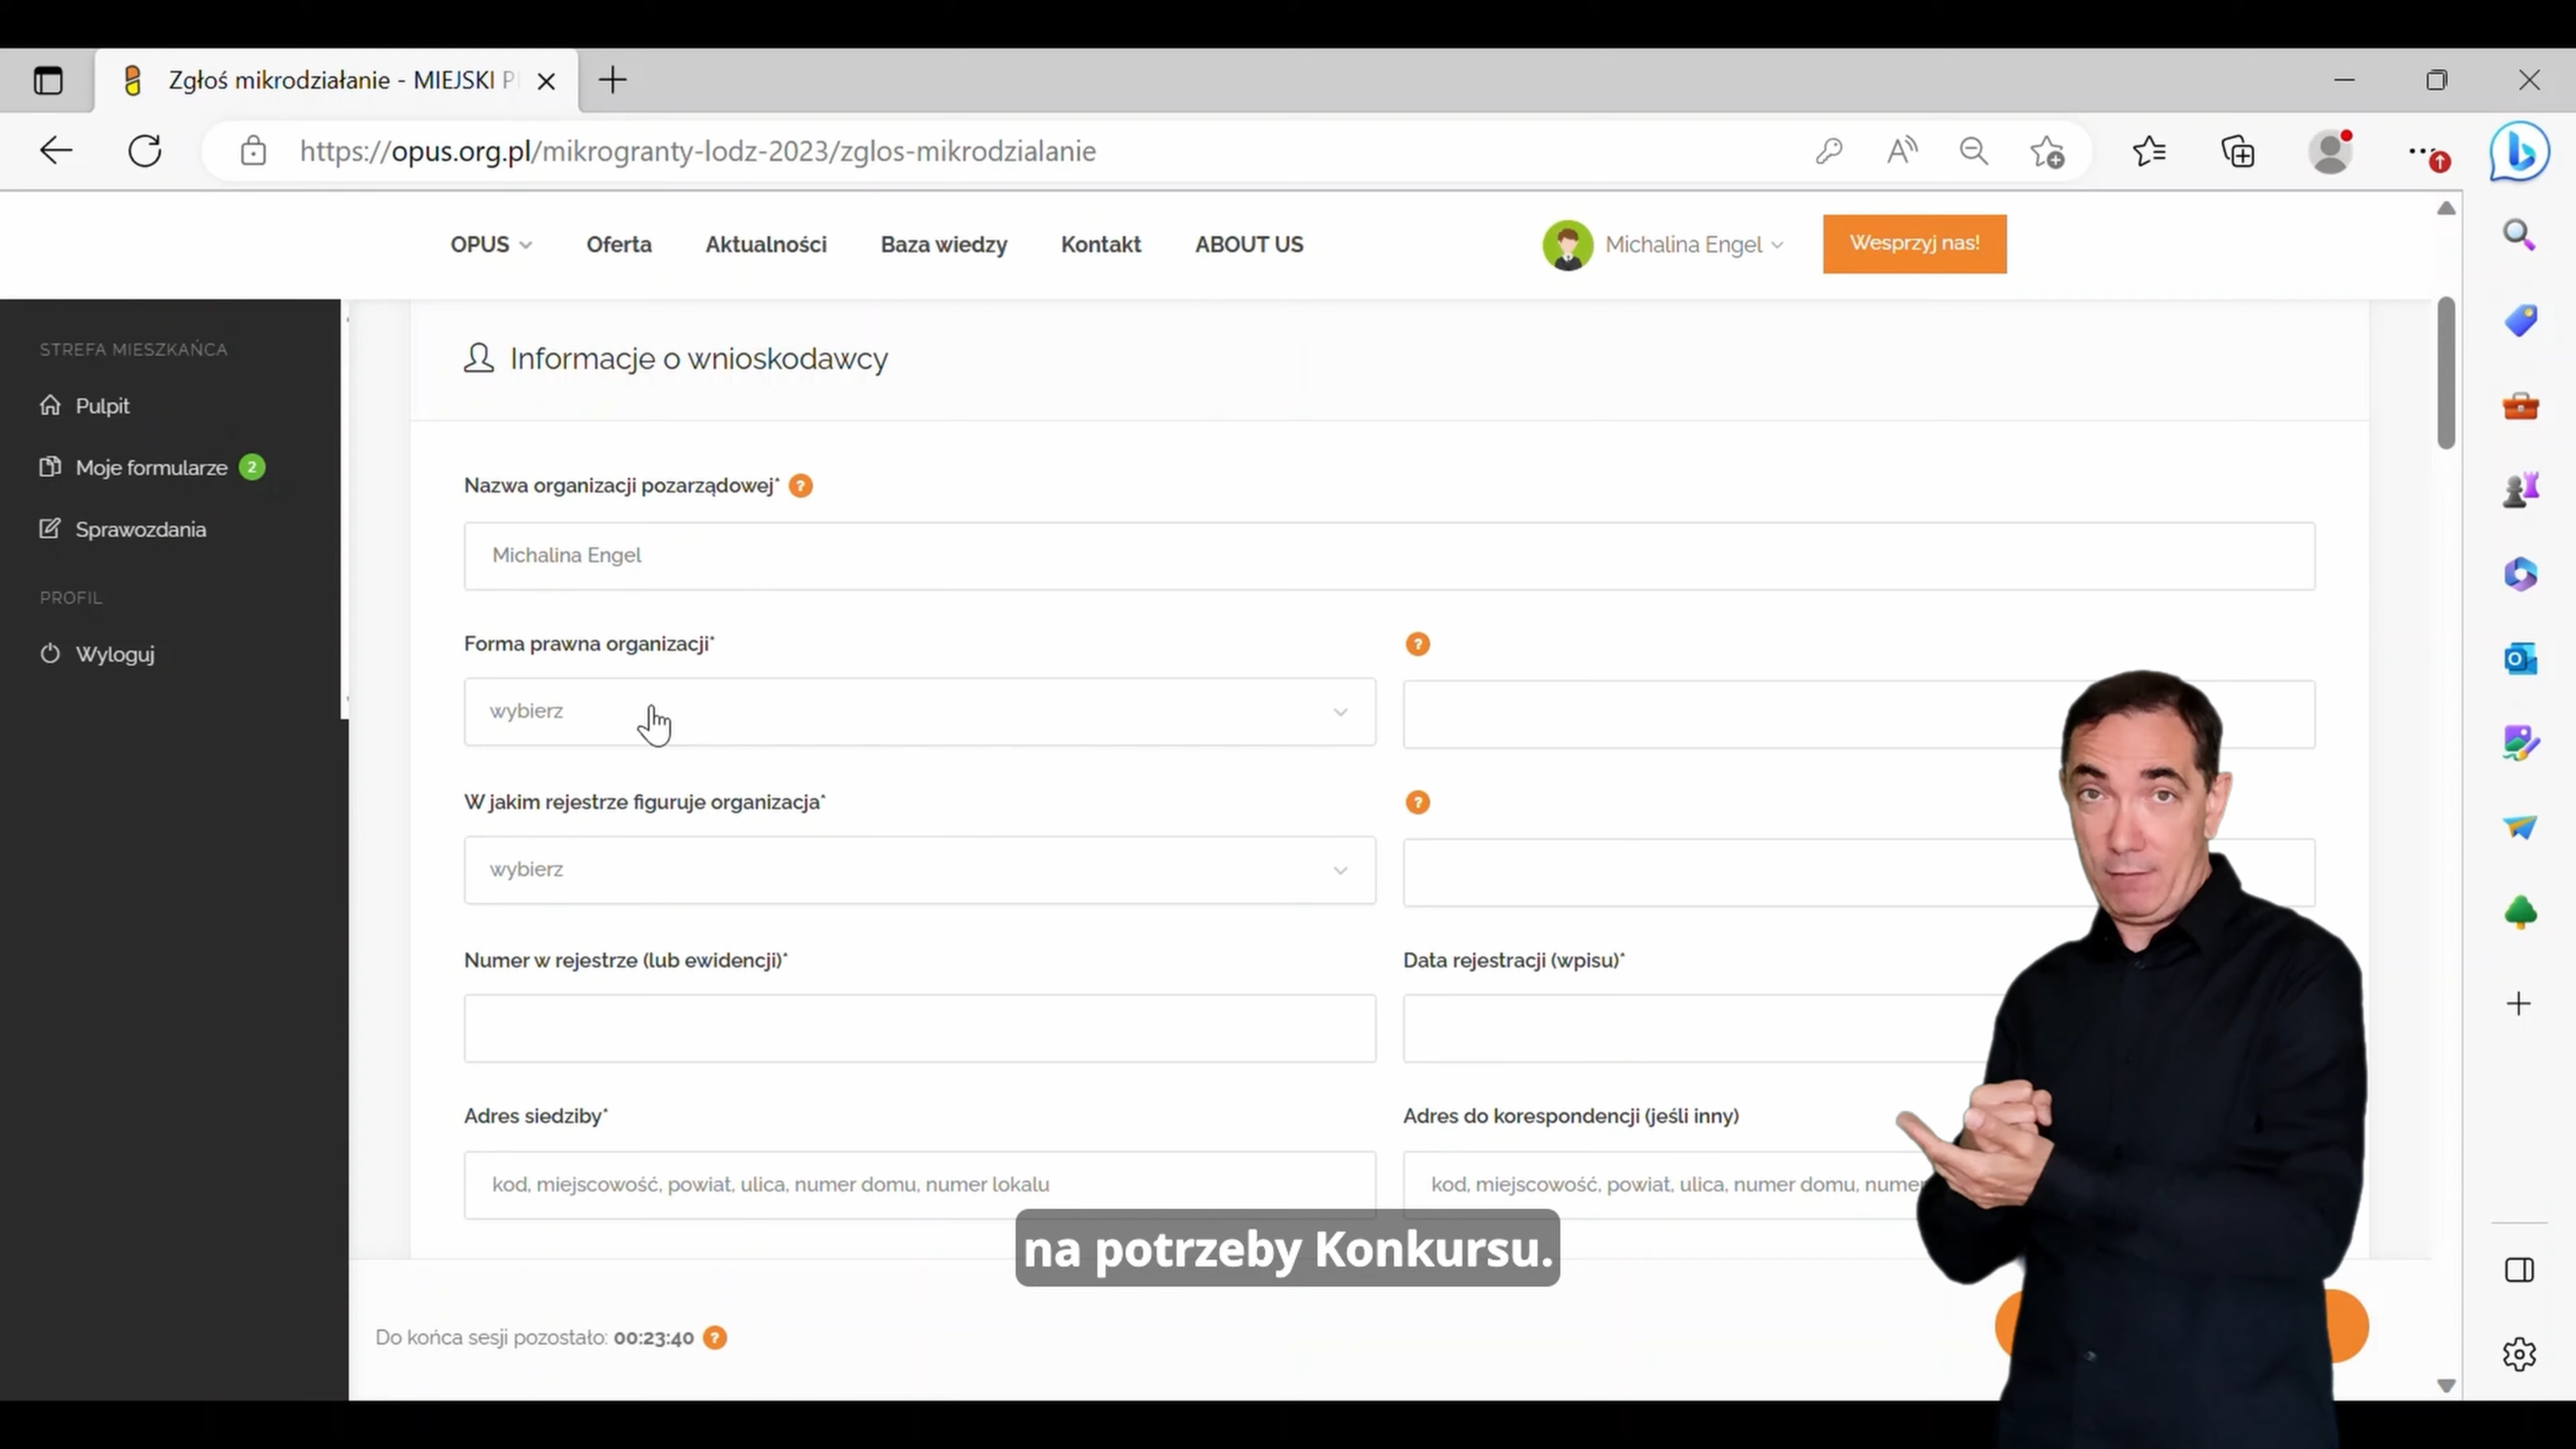 Zgłoś mikrodziałanie - MIEJSKI P
https://opus.org.pl/mikrogranty-lodz-2023/zglos-mikrodzialanie
OPUS Oferta Aktualności Baza wiedzy Kontakt ABOUT US Michalina Engel Wesprzyj nas!
STREFA MIESZKAŃCA
Pulpit
Moje formularze 2
Sprawozdania
PROFIL
Wyloguj
Informacje o wnioskodawcy
Nazwa organizacji pozarządowej* ?
Michalina Engel
Forma prawna organizacji* ?
wybierz
W jakim rejestrze figuruje organizacja* ?
wybierz
Numer w rejestrze (lub ewidencji)* Data rejestracji (wpisu)*
Adres siedziby* Adres do korespondencji (jeśli inny)
kod, miejscowość, powiat, ulica, numer domu, numer lokalu kod, miejscowość, powiat, ulica, numer domu, numer
na potrzeby Konkursu.
Do końca sesji pozostało: 00:23:40 ?